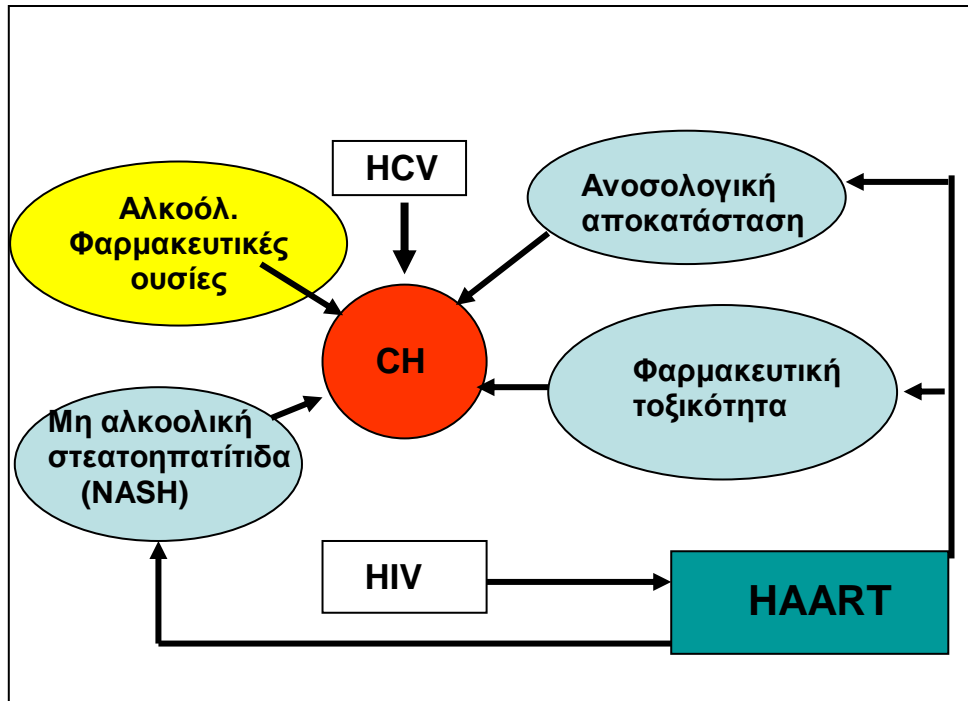 HCV
Αλκοόλ.
Φαρμακευτικές
ουσίες
Ανοσολογική
αποκατάσταση
CH
Φαρμακευτική
τοξικότητα
Μη αλκοολική
στεατοηπατίτιδα
(NASH)
HIV
HAART